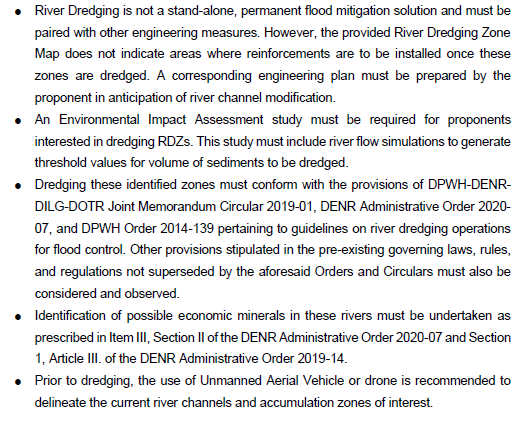 ● River Dredging is not a stand-alone, permanent flood mitigation solution and must be
paired with other engineering measures. However, the provided River Dredging Zone
Map does not indicate areas where reinforcements are to be installed once these
zones are dredged. A corresponding engineering plan must be prepared by the
proponent in anticipation of river channel modification.
● An Environmental Impact Assessment study must be required for proponents
interested in dredging RDZs. This study must include river flow simulations to generate
threshold values for volume of sediments to be dredged.
● Dredging these identified zones must conform with the provisions of DPWH-DENR-
DILG-DOTR Joint Memorandum Circular 2019-01, DENR Administrative Order 2020-
07, and DPWH Order 2014-139 pertaining to guidelines on river dredging operations
for flood control. Other provisions stipulated in the pre-existing governing laws, rules,
and regulations not superseded by the aforesaid Orders and Circulars must also be
considered and observed.
● Identification of possible economic minerals in these rivers must be undertaken as
prescribed in Item III, Section II of the DENR Administrative Order 2020-07 and Section
1, Article III. of the DENR Administrative Order 2019-14.
● Prior to dredging, the use of Unmanned Aerial Vehicle or drone is recommended to
delineate the current river channels and accumulation zones of interest.